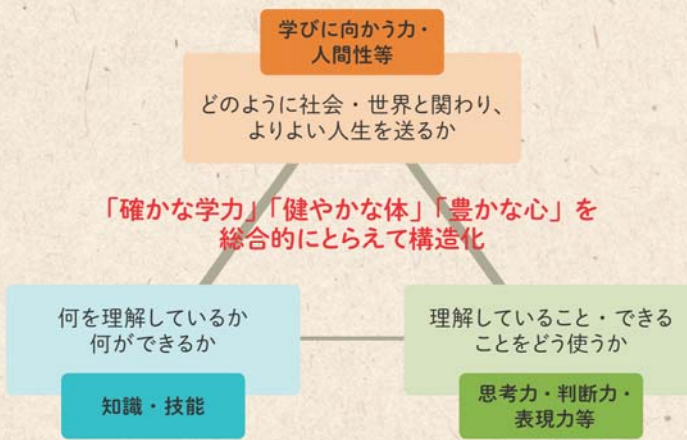 学びに向かう力・
人間性等
どのように社会・世界と関わり、
よりよい人生を送るか
「確かな学力」「健やかな体」「豊かな心」を
総合的にとらえて構造化
何を理解しているか
何ができるか
知識・技能
理解していること・できる
ことをどう使うか
思考力・判断力・
表現力等